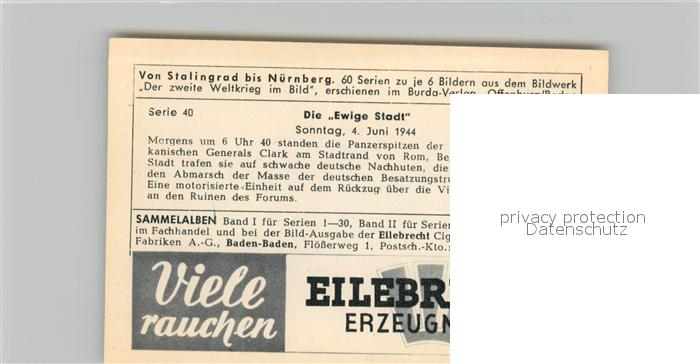 Von Stalingrad bis Nürnberg. 60 Serien zu je 6 Bildern aus dem Bildwerk
„Der zweite Weltkrieg im Bild", erschienen im Burda-Verlag, Offenburg/Baden
Serie 40
Die „Ewige Stadt"
Sonntag, 4. Juni 1944
Morgens um 6 Uhr 40 standen die Panzerspitzen der
kanischen Generals Clark am Stadtrand von Rom,
Stadt trafen sie auf schwache deutsche Nachhuten, die
den Abmarsch der Masse der deutschen
Eine motorisierte Einheit auf dem Rückzug über die
an den Ruinen des Forums.
SAMMELALBEN Band I für Serien 1—30, Band II für
im Fachhandel und bei der Bild-Ausgabe der Eilebrecht
Fabriken A.-G., Baden-Baden, Flößerweg 1, Postsch.-Kto.:
Viele
rauchen
EILEBR
ERZEUGN
privacy protection
Datenschutz